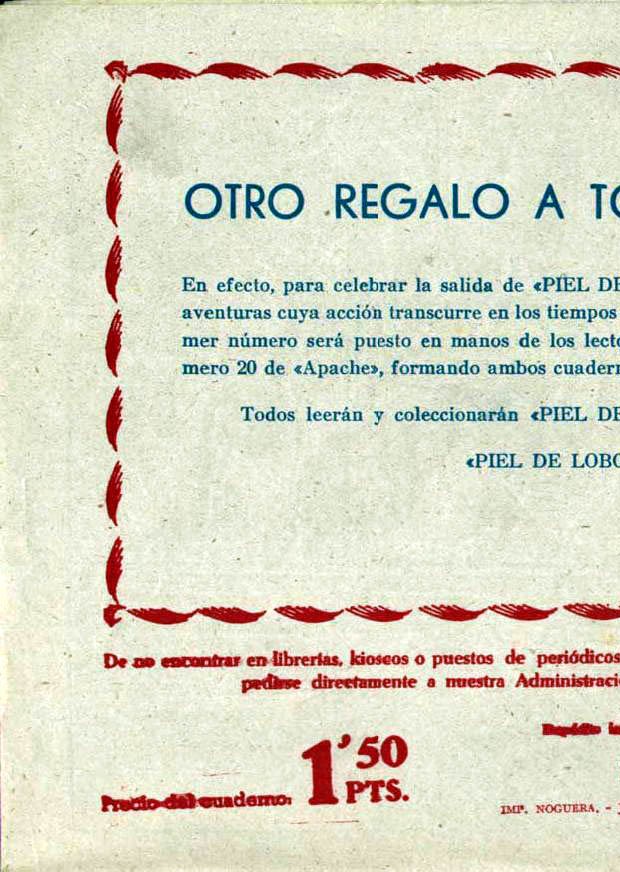 OTRO REGALO A TO
En efecto, para celebrar la salida de «PIEL DE
aventuras cuya acción transcurre en los tiempos
mer número será puesto en manos de los lecto
mero 20 de «Apache», formando ambos cuadern
Todos leerán y coleccionarán «PIEL DE
«PIEL DE LOBO
De no encontrar en librerías, kioscos o puestos de periódicos
pedirse directamente a nuestra Administraci
Depósito
Precio del cuaderno: 1'50 PTS.
IMP. NOGUERA. -